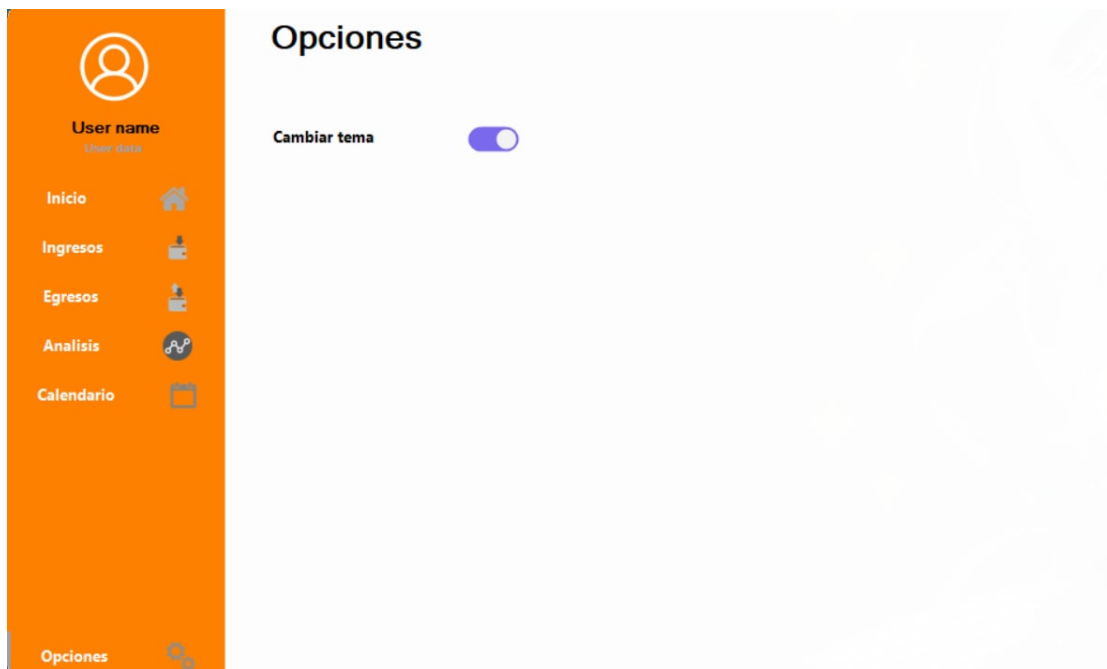 User name
User data
Inicio
Ingresos
Egresos
Analisis
Calendario
Opciones
Opciones
Cambiar tema